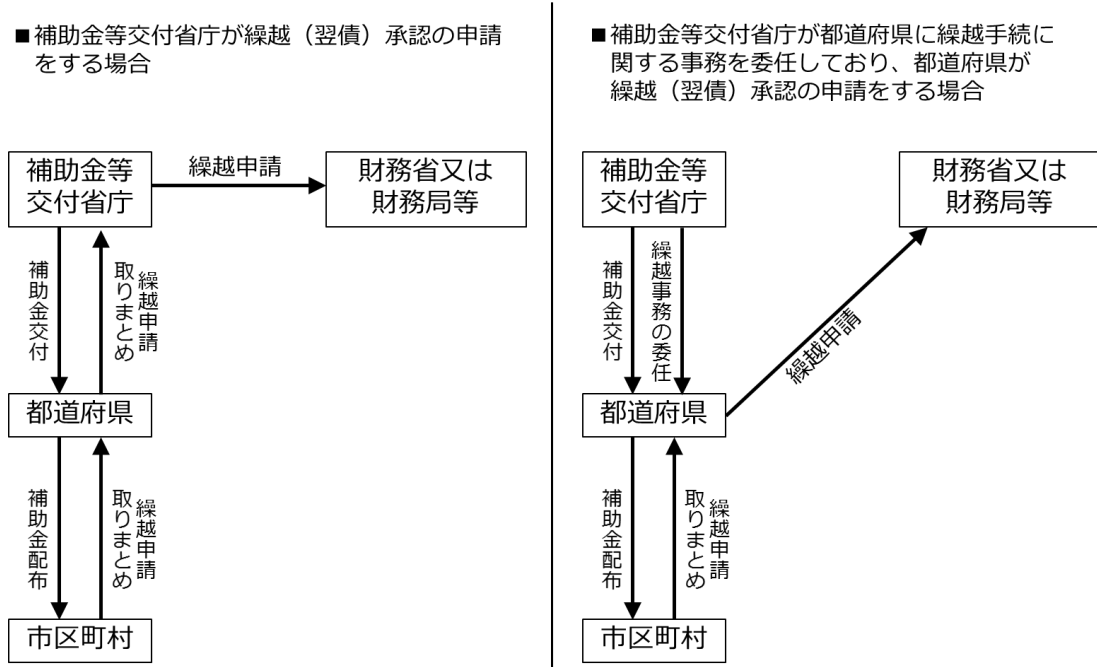 ■補助金等交付省庁が繰越（翌債）承認の申請
をする場合
補助金等
交付省庁
繰越申請
財務省又は
財務局等
補助金交付
繰越申請
取りまとめ
都道府県
補助金配布
繰越申請
取りまとめ
市区町村
■補助金等交付省庁が都道府県に繰越手続に
関する事務を委任しており、都道府県が
繰越（翌債）承認の申請をする場合
補助金等
交付省庁
財務省又は
財務局等
補助金交付
繰越事務の委任
繰越申請
都道府県
補助金配布
繰越申請
取りまとめ
市区町村